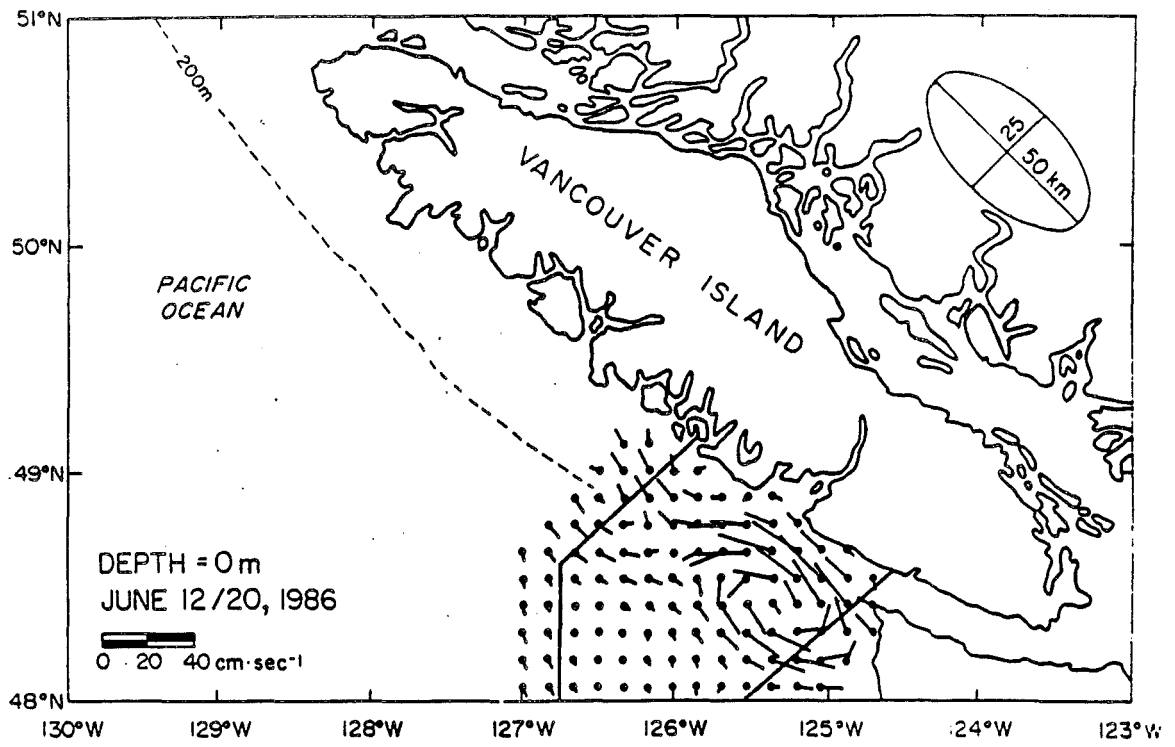 51°N
200m
25
50 km
VANCOUVER ISLAND
50°N
PACIFIC
OCEAN
49°N
DEPTH = 0 m
JUNE 12/20, 1986
0 20 40 cm·sec⁻¹
48°N
130°W 129°W 128°W 127°W 126°W 125°W 124°W 123°W